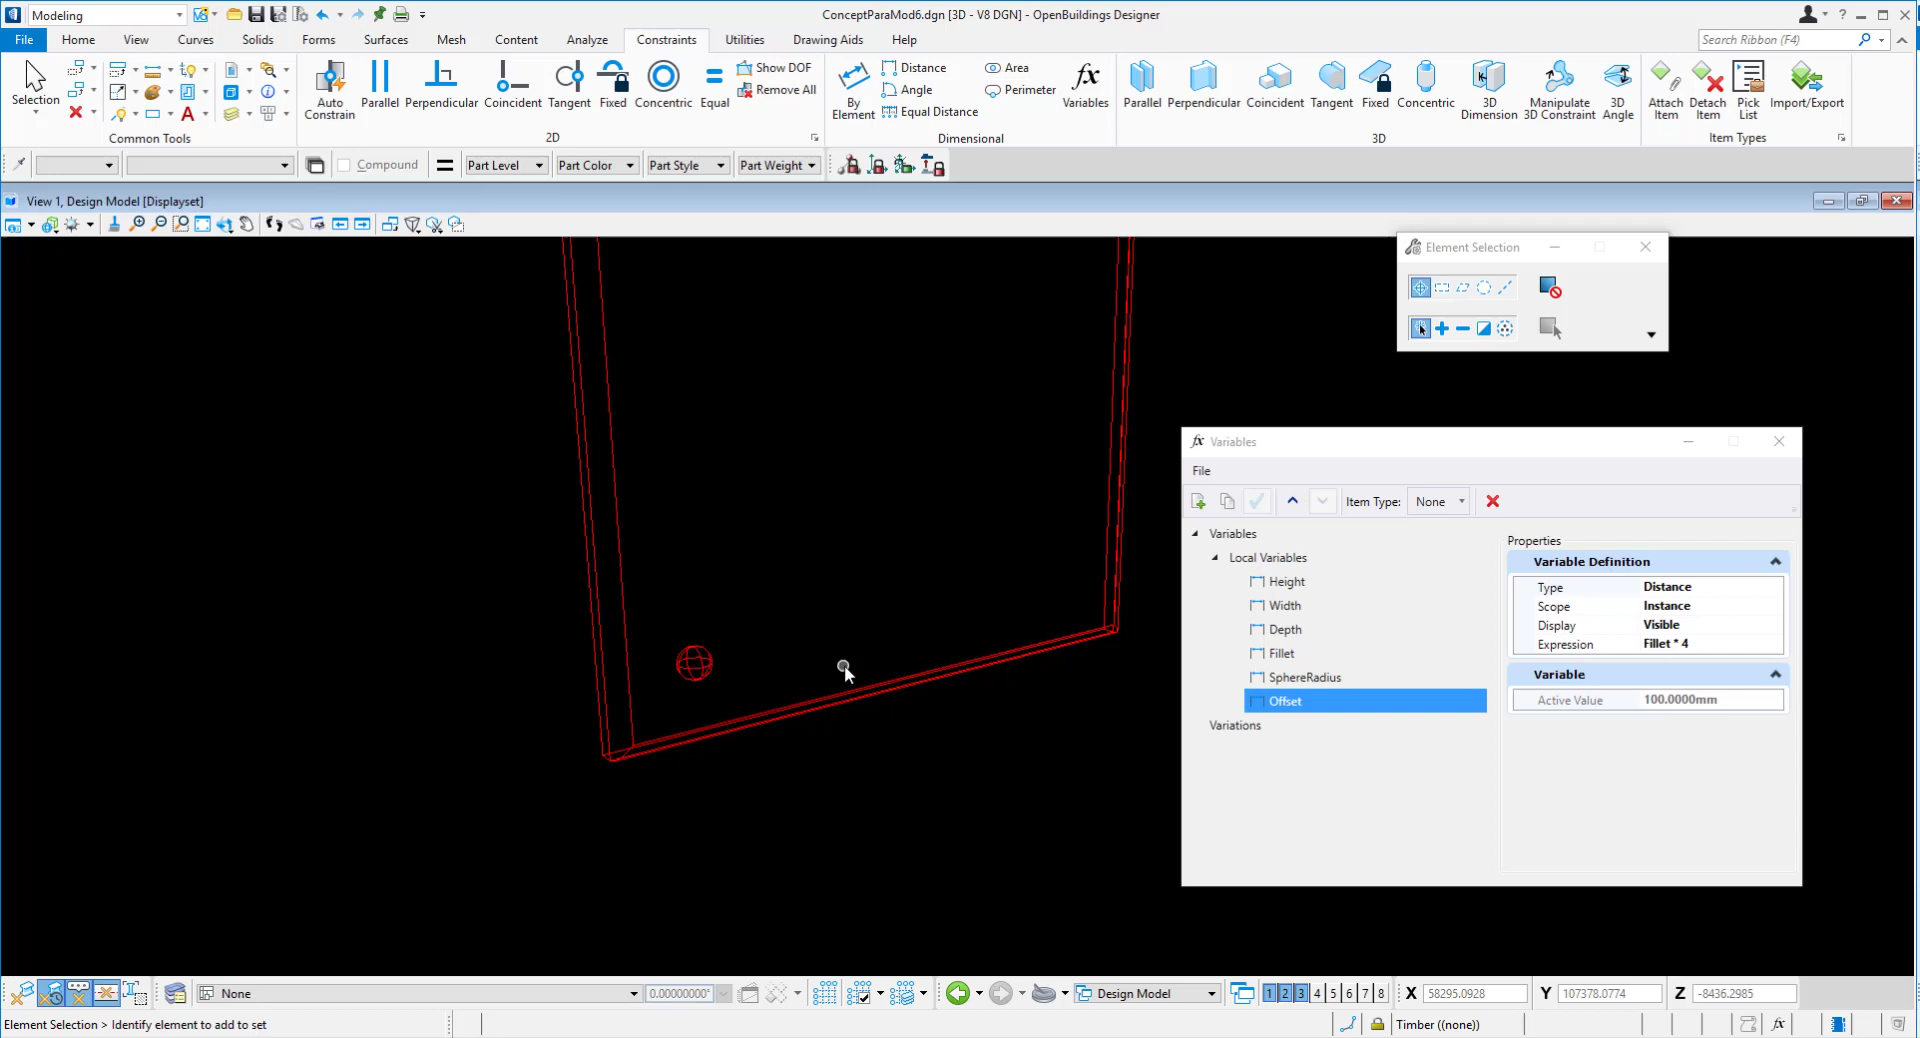 Modeling
ConceptParaMod6.dgn [3D - V8 DGN] - OpenBuildings Designer
File Home View Curves Solids Forms Surfaces Mesh Content Analyze Constraints Utilities Drawing Aids Help
Search Ribbon (F4)
Selection
Common Tools
Auto Constrain
Parallel
Perpendicular
Coincident
Tangent
Fixed
Concentric
Equal
Show DOF
Remove All
2D
By Element
Distance
Angle
Equal Distance
Area
Perimeter
Variables
Dimensional
Parallel
Perpendicular
Coincident
Tangent
Fixed
Concentric
3D Dimension
Manipulate 3D Constraint
3D Angle
3D
Attach Item
Detach Item
Pick List
Import/Export
Item Types
Compound
Part Level
Part Color
Part Style
Part Weight
View 1, Design Model [Displayset]
Element Selection
fx Variables
File
Item Type: None
Variables
Local Variables
Height
Width
Depth
Fillet
SphereRadius
Offset
Variations
Properties
Variable Definition
Type Distance
Scope Instance
Display Visible
Expression Fillet * 4
Variable
Active Value 100.0000mm
None
0.00000000°
Design Model
1 2 3 4 5 6 7 8
X 58295.0928
Y 107378.0774
Z -8436.2985
Element Selection > Identify element to add to set
Timber ((none))
fx